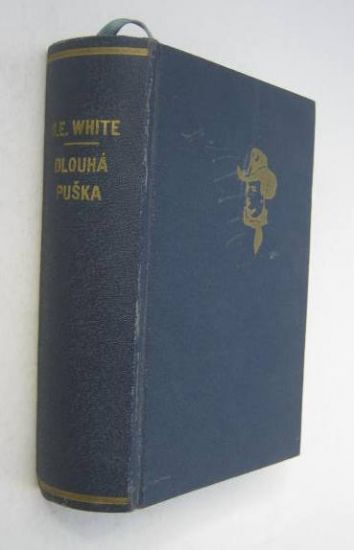 S.E. WHITE
DLOUHÁ
PUŠKA